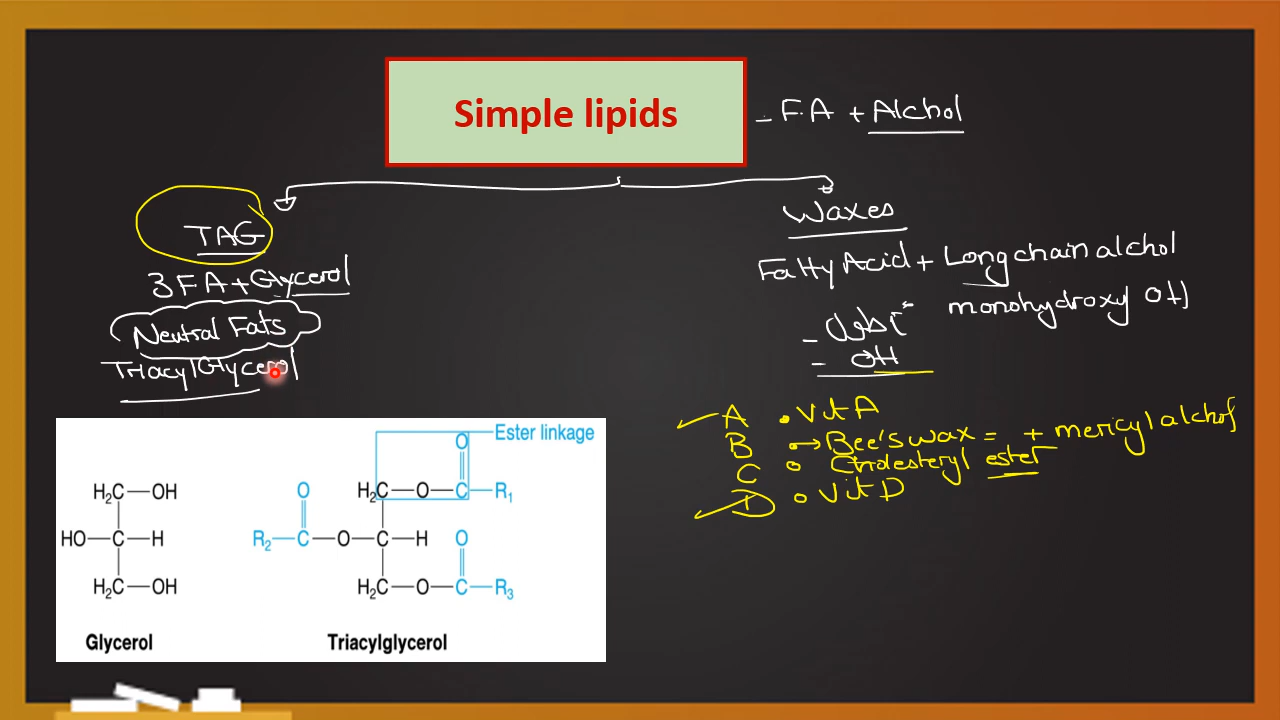 Simple lipids
- F.A + Alchol
TAG
3 FA + Glycerol
Neutral Fats
TriacylGlycerol
Waxes
Fatty Acid + Long chain alchol
monohydroxy OH
- OH
A • Vit A
B → Bee's wax = + mericyl alchol
C • Cholesteryl ester
D • Vit D
Ester linkage
O
O
H₂C—OH
H₂C—O—C—R₁
HO—C—H
R₂—C—O—C—H
O
H₂C—OH
H₂C—O—C—R₃
Glycerol
Triacylglycerol